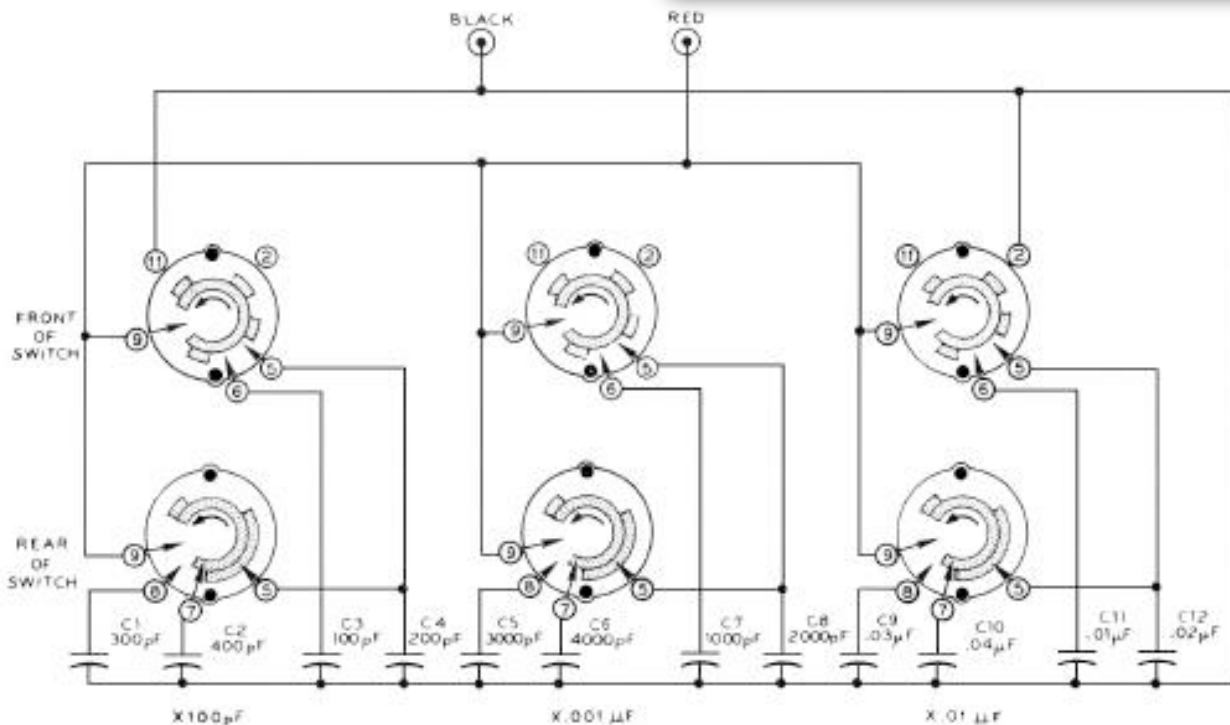 BLACK
RED
11
2
11
2
11
2
FRONT
OF
SWITCH
9
5
6
9
5
6
9
5
6
REAR
OF
SWITCH
9
8
7
5
9
8
7
5
9
8
7
5
C1
300pF
C2
400pF
C3
100pF
C4
200pF
C5
3000pF
C6
4000pF
C7
1000pF
C8
2000pF
C9
.03µF
C10
.04µF
C11
.01µF
C12
.02µF
X100pF
X.001µF
X.01µF